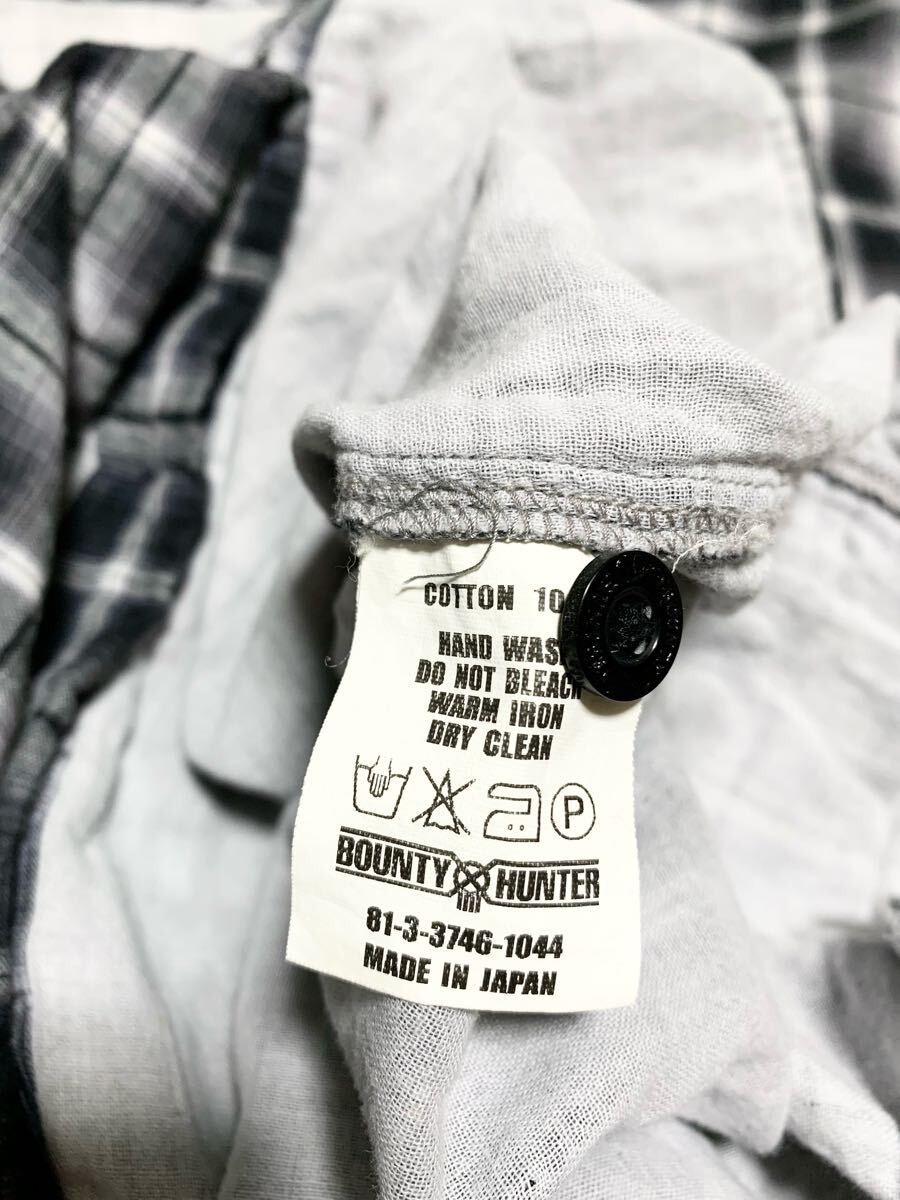 COTTON 10
HAND WAS
DO NOT BLEACH
WARM IRON
DRY CLEAN
P
BOUNTY HUNTER
81-3-3746-1044
MADE IN JAPAN